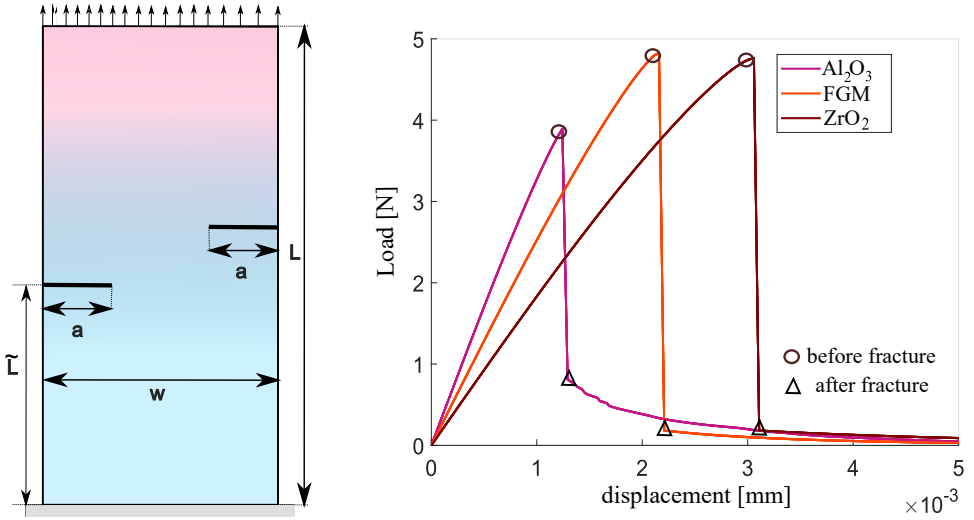 a
L
a
L̃
w
5
4
3
2
1
0
Load [N]
Al₂O₃
FGM
ZrO₂
before fracture
after fracture
0 1 2 3 4 5
displacement [mm]
×10⁻³